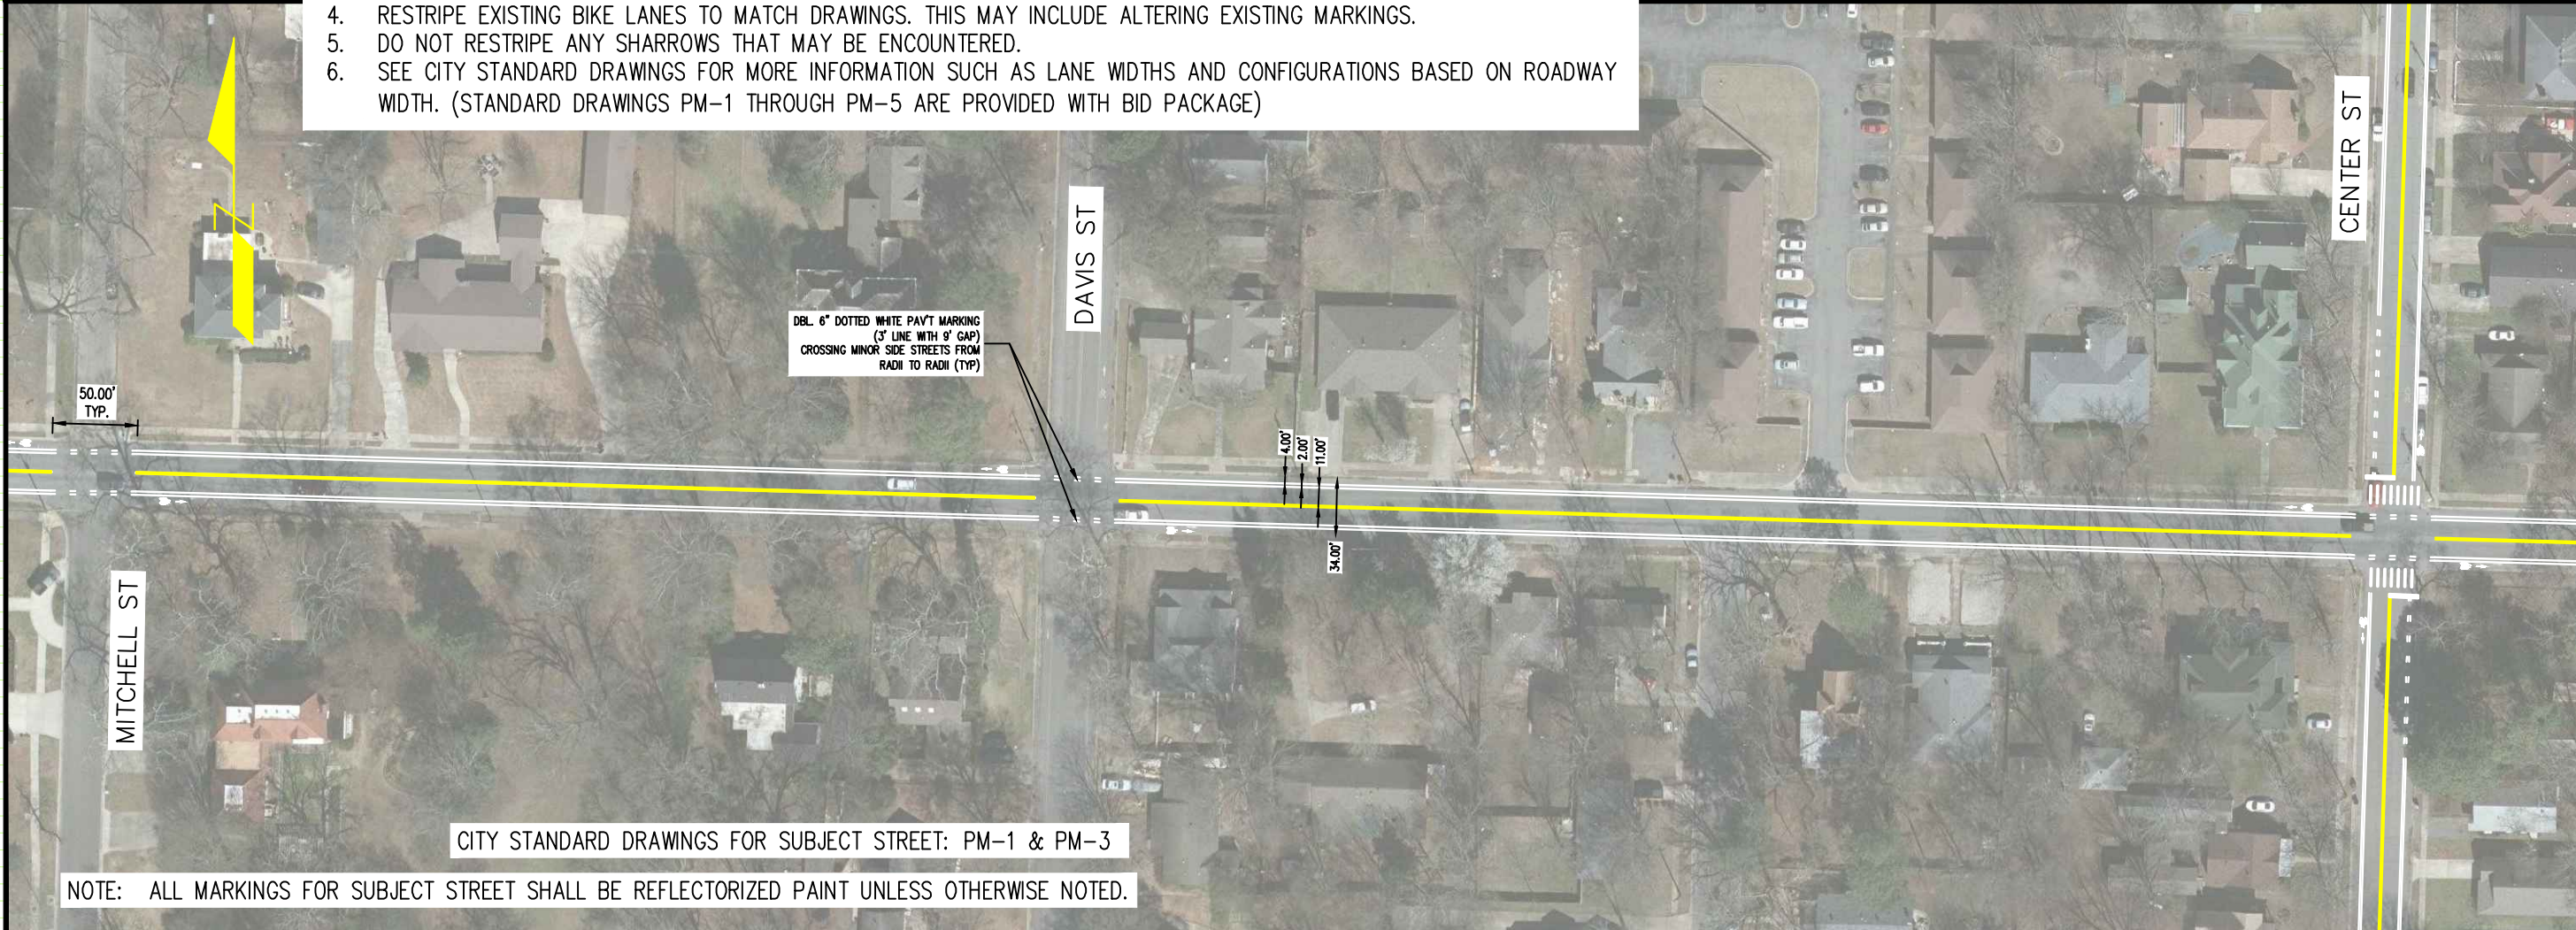 4. RESTRIPE EXISTING BIKE LANES TO MATCH DRAWINGS. THIS MAY INCLUDE ALTERING EXISTING MARKINGS.
5. DO NOT RESTRIPE ANY SHARROWS THAT MAY BE ENCOUNTERED.
6. SEE CITY STANDARD DRAWINGS FOR MORE INFORMATION SUCH AS LANE WIDTHS AND CONFIGURATIONS BASED ON ROADWAY
WIDTH. (STANDARD DRAWINGS PM-1 THROUGH PM-5 ARE PROVIDED WITH BID PACKAGE)
N
CENTER ST
DAVIS ST
DBL. 6" DOTTED WHITE PAV'T MARKING
(3' LINE WITH 9' GAP)
CROSSING MINOR SIDE STREETS FROM
RADII TO RADII (TYP)
50.00'
TYP.
4.00'
2.00'
11.00'
34.00'
MITCHELL ST
CITY STANDARD DRAWINGS FOR SUBJECT STREET: PM-1 & PM-3
NOTE: ALL MARKINGS FOR SUBJECT STREET SHALL BE REFLECTORIZED PAINT UNLESS OTHERWISE NOTED.